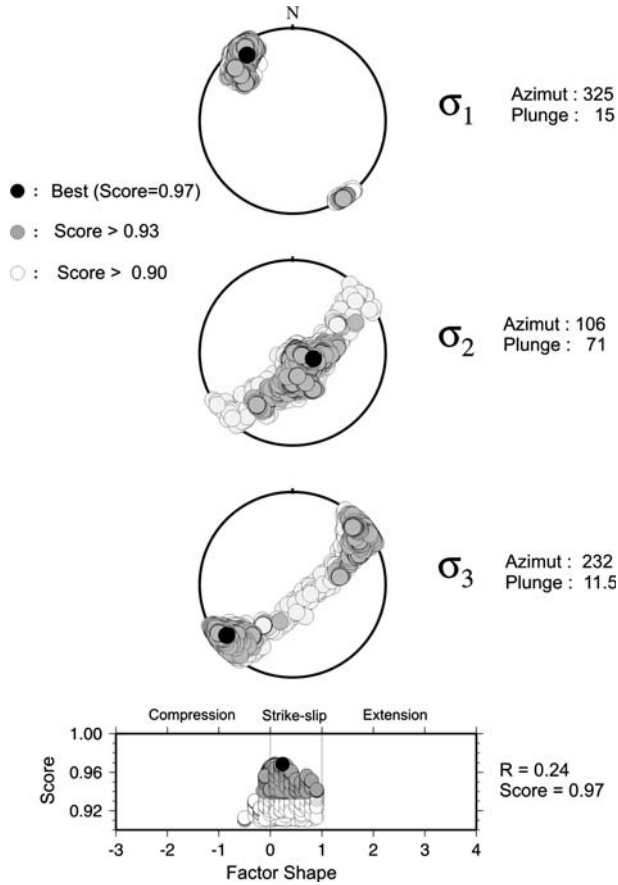 N
σ1
Azimut : 325
Plunge : 15
● : Best (Score=0.97)
● : Score > 0.93
○ : Score > 0.90
σ2
Azimut : 106
Plunge : 71
σ3
Azimut : 232
Plunge : 11.5
Compression Strike-slip Extension
1.00
0.96
0.92
Score
R = 0.24
Score = 0.97
-3 -2 -1 0 1 2 3 4
Factor Shape